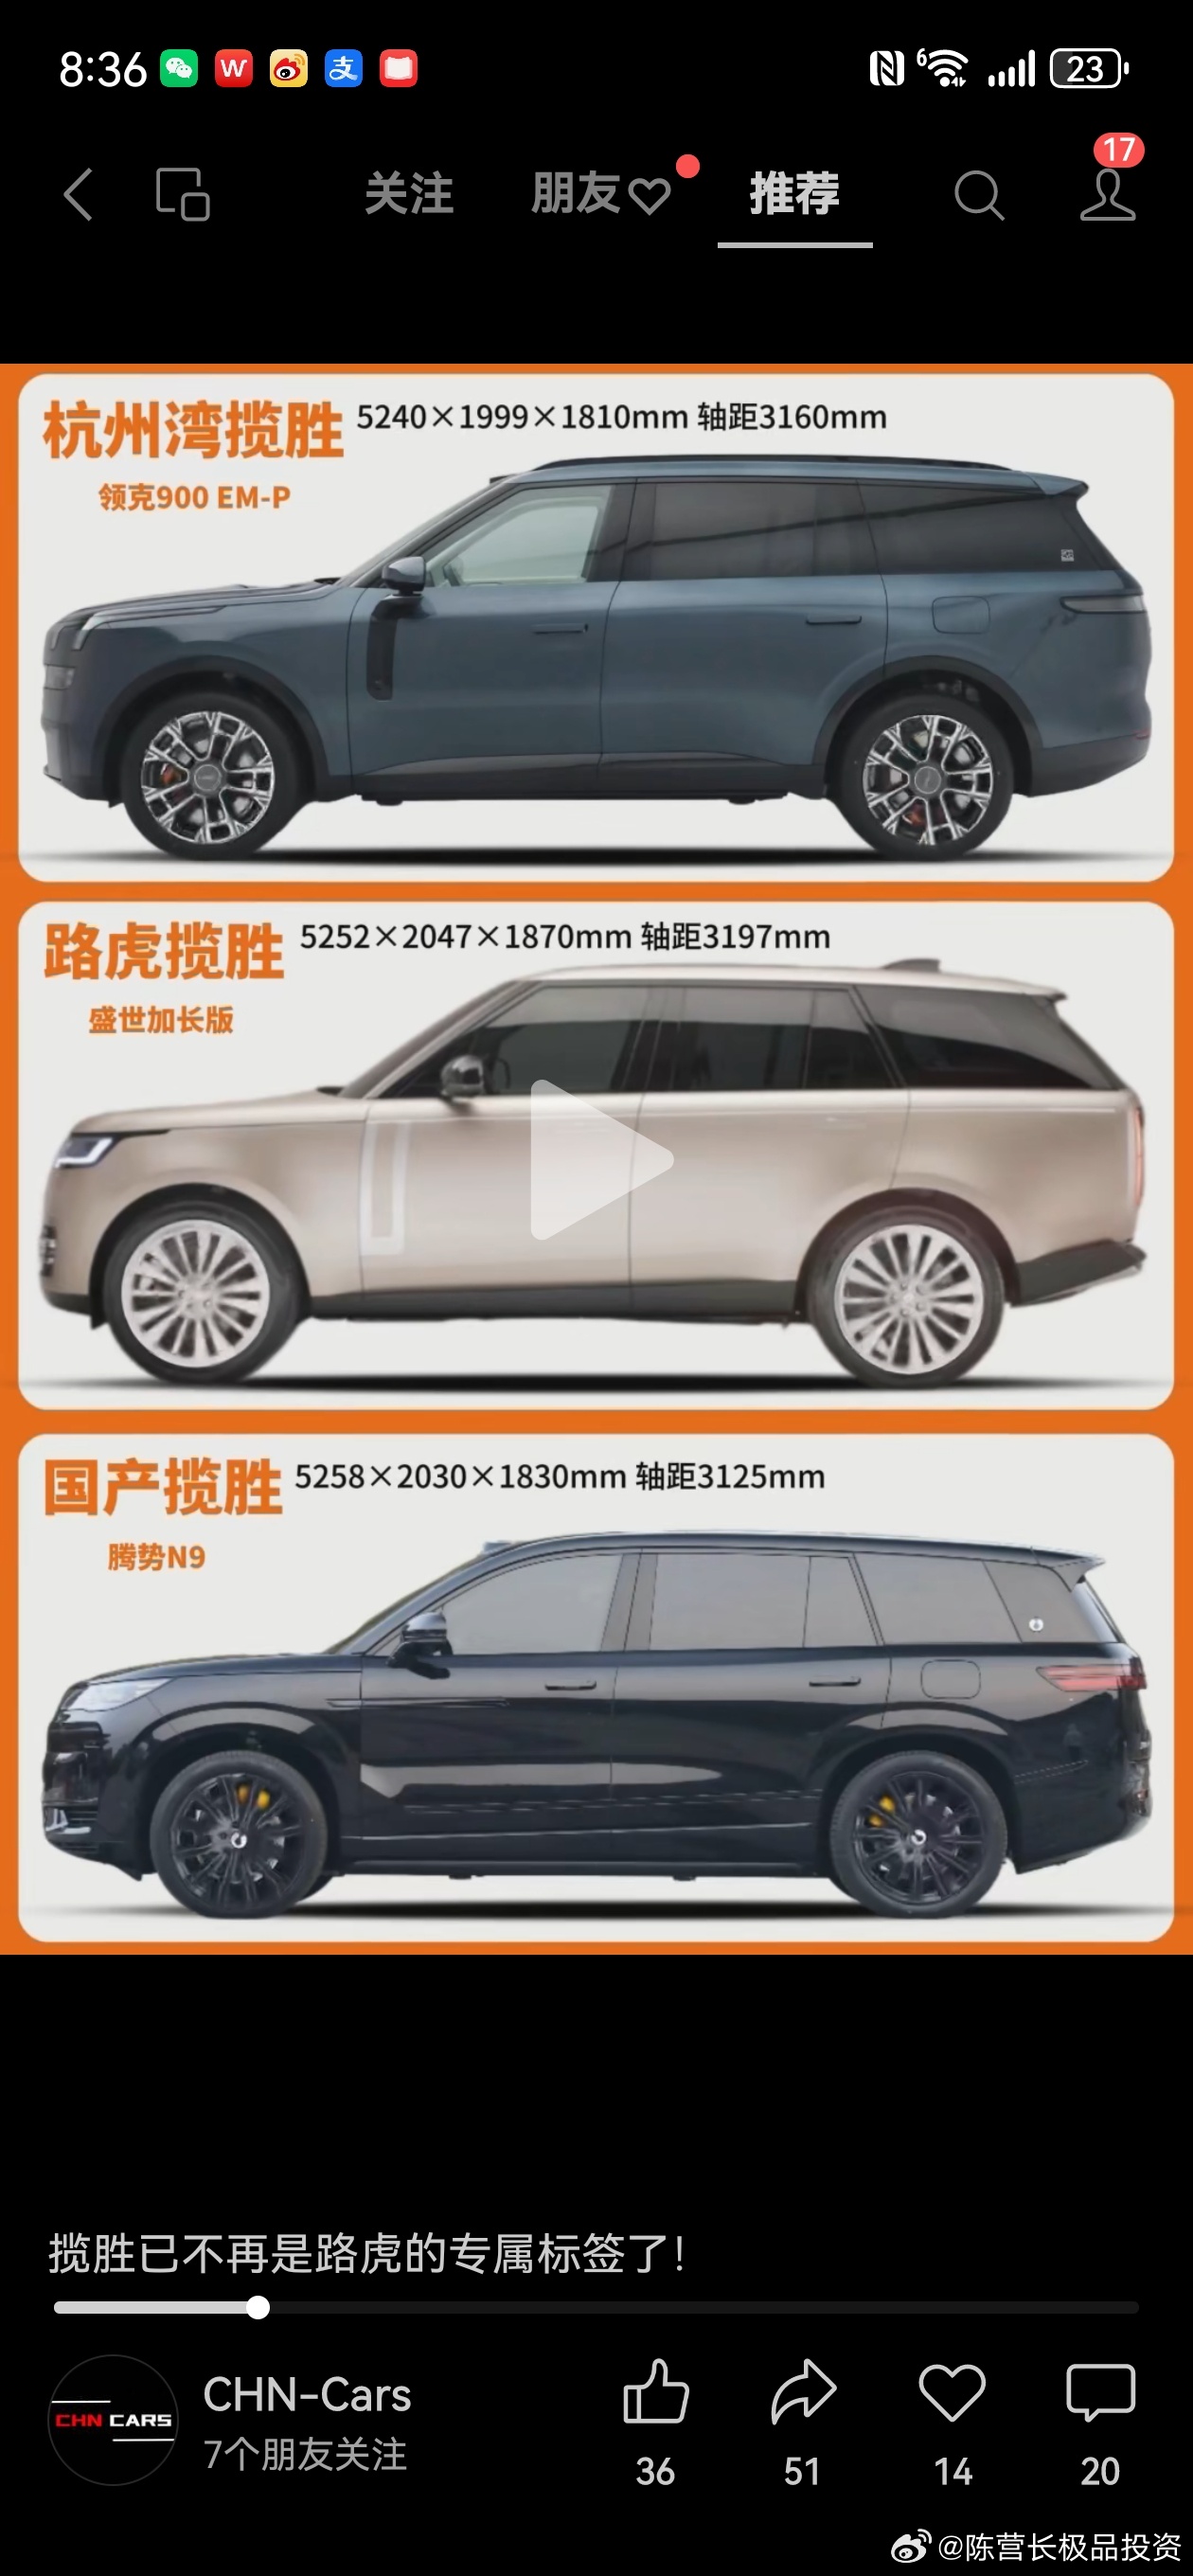 8:36
支
6
23
关注 朋友 推荐
17
杭州湾揽胜 5240×1999×1810mm 轴距3160mm
领克900 EM-P
路虎揽胜 5252×2047×1870mm 轴距3197mm
盛世加长版
国产揽胜 5258×2030×1830mm 轴距3125mm
腾势N9
揽胜已不再是路虎的专属标签了!
CHN CARS
CHN-Cars
7个朋友关注
36 51 14 20
@陈营长极品投资